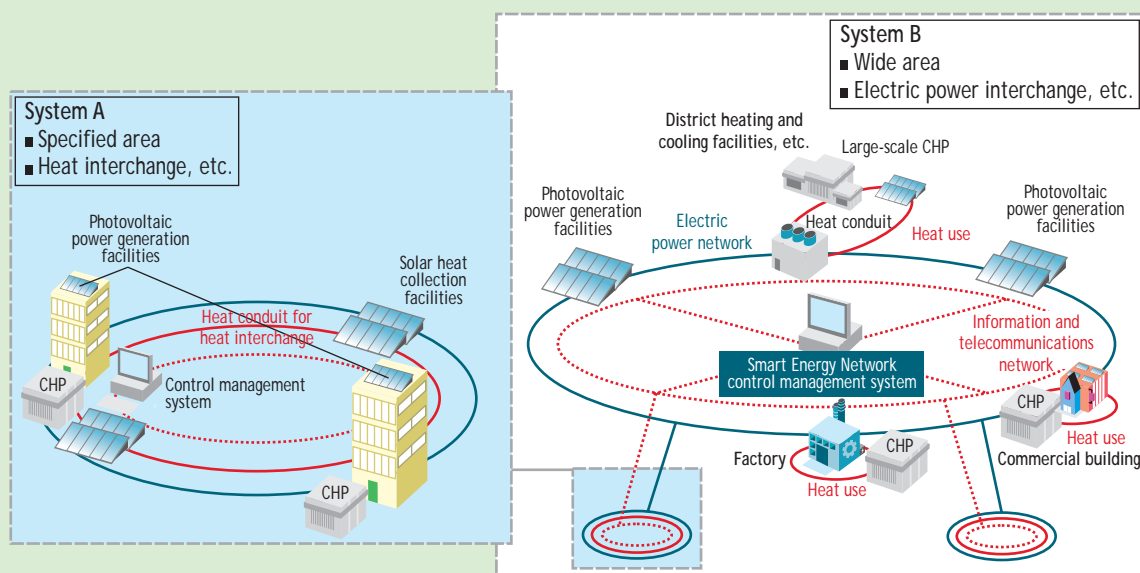 System A
■ Specified area
■ Heat interchange, etc.
Photovoltaic
power generation
facilities
Solar heat
collection
facilities
Heat conduit for
heat interchange
CHP
Control management
system
CHP
System B
■ Wide area
■ Electric power interchange, etc.
District heating and
cooling facilities, etc.
Large-scale CHP
Photovoltaic
power generation
facilities
Electric
power network
Heat conduit
Heat use
Photovoltaic
power generation
facilities
Information and
telecommunications
network
Smart Energy Network
control management system
CHP
Heat use
Commercial building
Factory
CHP
Heat use